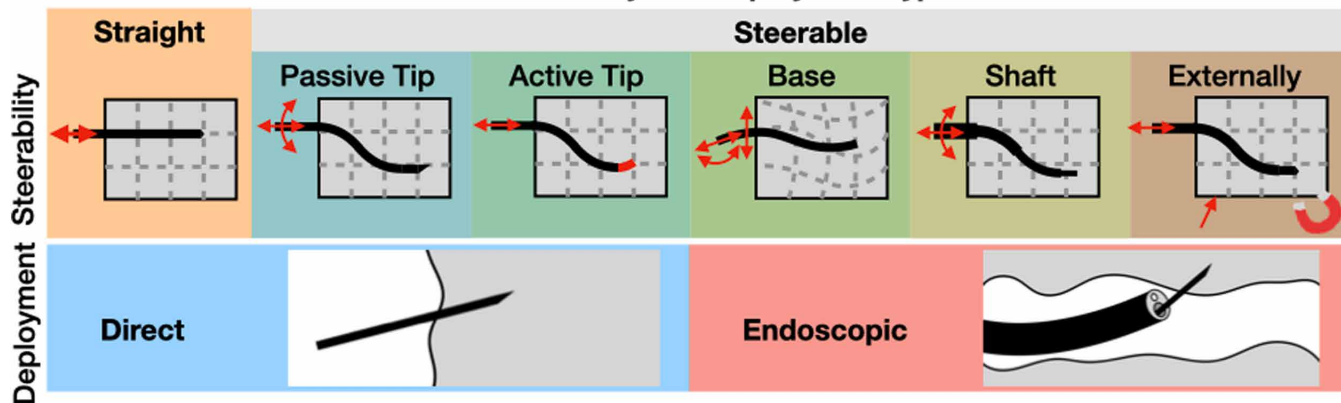 Straight
Steerable
Passive Tip
Active Tip
Base
Shaft
Externally
Steerability
Direct
Endoscopic
Deployment